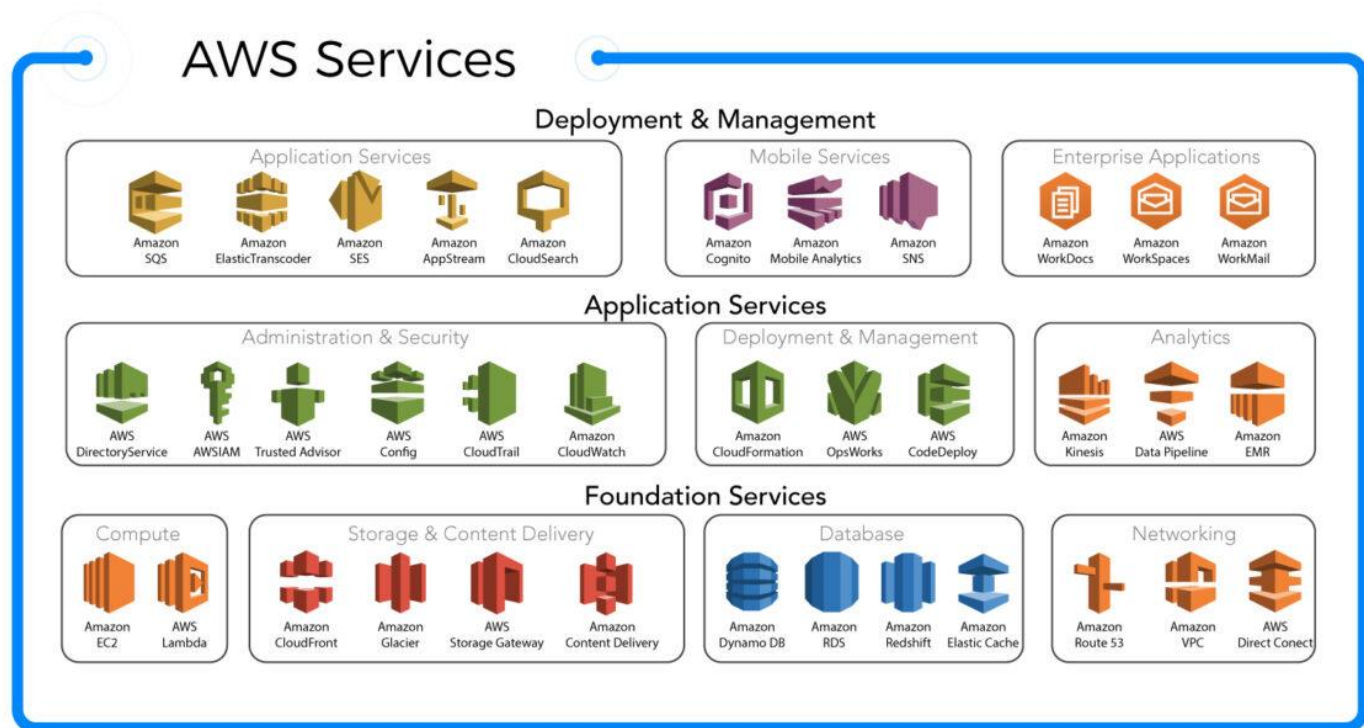 AWS Services
Deployment & Management
Application Services
Amazon
SQS
Amazon
ElasticTranscoder
Amazon
SES
Amazon
AppStream
Amazon
CloudSearch
Mobile Services
Amazon
Cognito
Amazon
Mobile Analytics
Amazon
SNS
Enterprise Applications
Amazon
WorkDocs
Amazon
WorkSpaces
Amazon
WorkMail
Application Services
Administration & Security
AWS
DirectoryService
AWS
AWSIAM
AWS
Trusted Advisor
AWS
Config
AWS
CloudTrail
Amazon
CloudWatch
Deployment & Management
Amazon
CloudFormation
AWS
OpsWorks
AWS
CodeDeploy
Analytics
Amazon
Kinesis
AWS
Data Pipeline
Amazon
EMR
Foundation Services
Compute
Amazon
EC2
AWS
Lambda
Storage & Content Delivery
Amazon
CloudFront
Amazon
Glacier
AWS
Storage Gateway
Amazon
Content Delivery
Database
Amazon
Dynamo DB
Amazon
RDS
Amazon
Redshift
Amazon
Elastic Cache
Networking
Amazon
Route 53
Amazon
VPC
AWS
Direct Conect